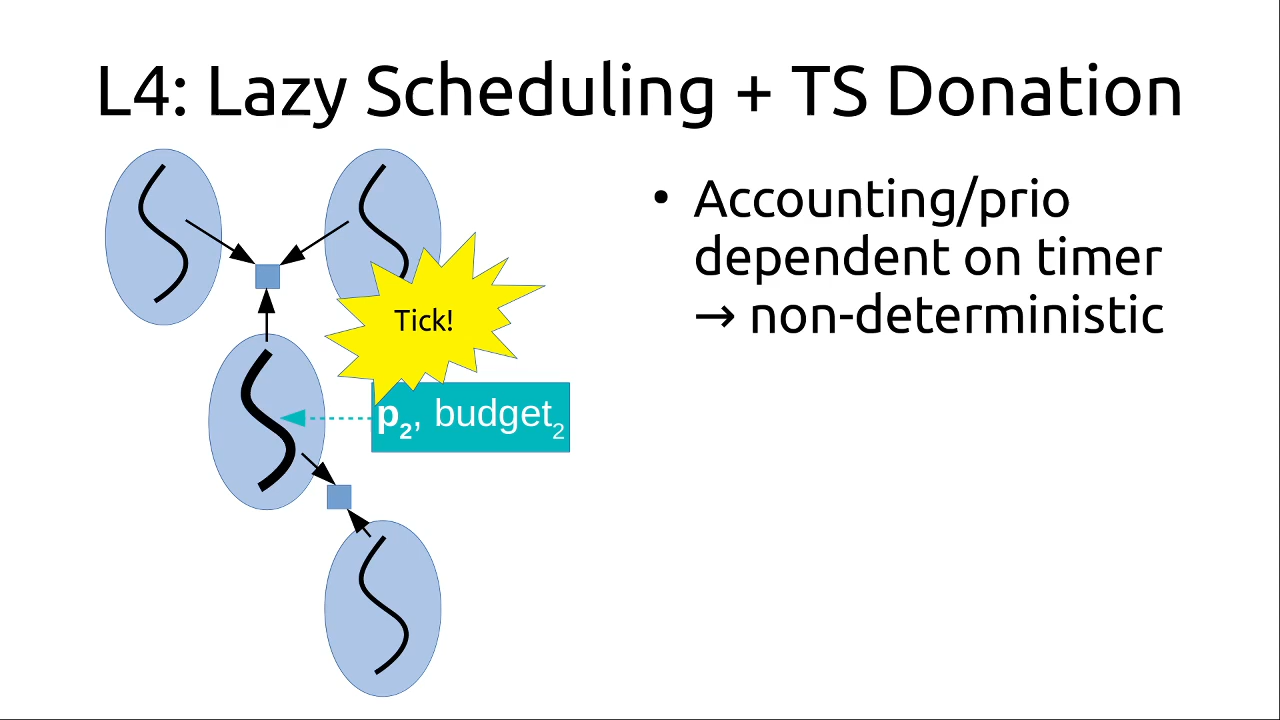 L4: Lazy Scheduling + TS Donation
• Accounting/prio
dependent on timer
→ non-deterministic
Tick!
p2, budget2